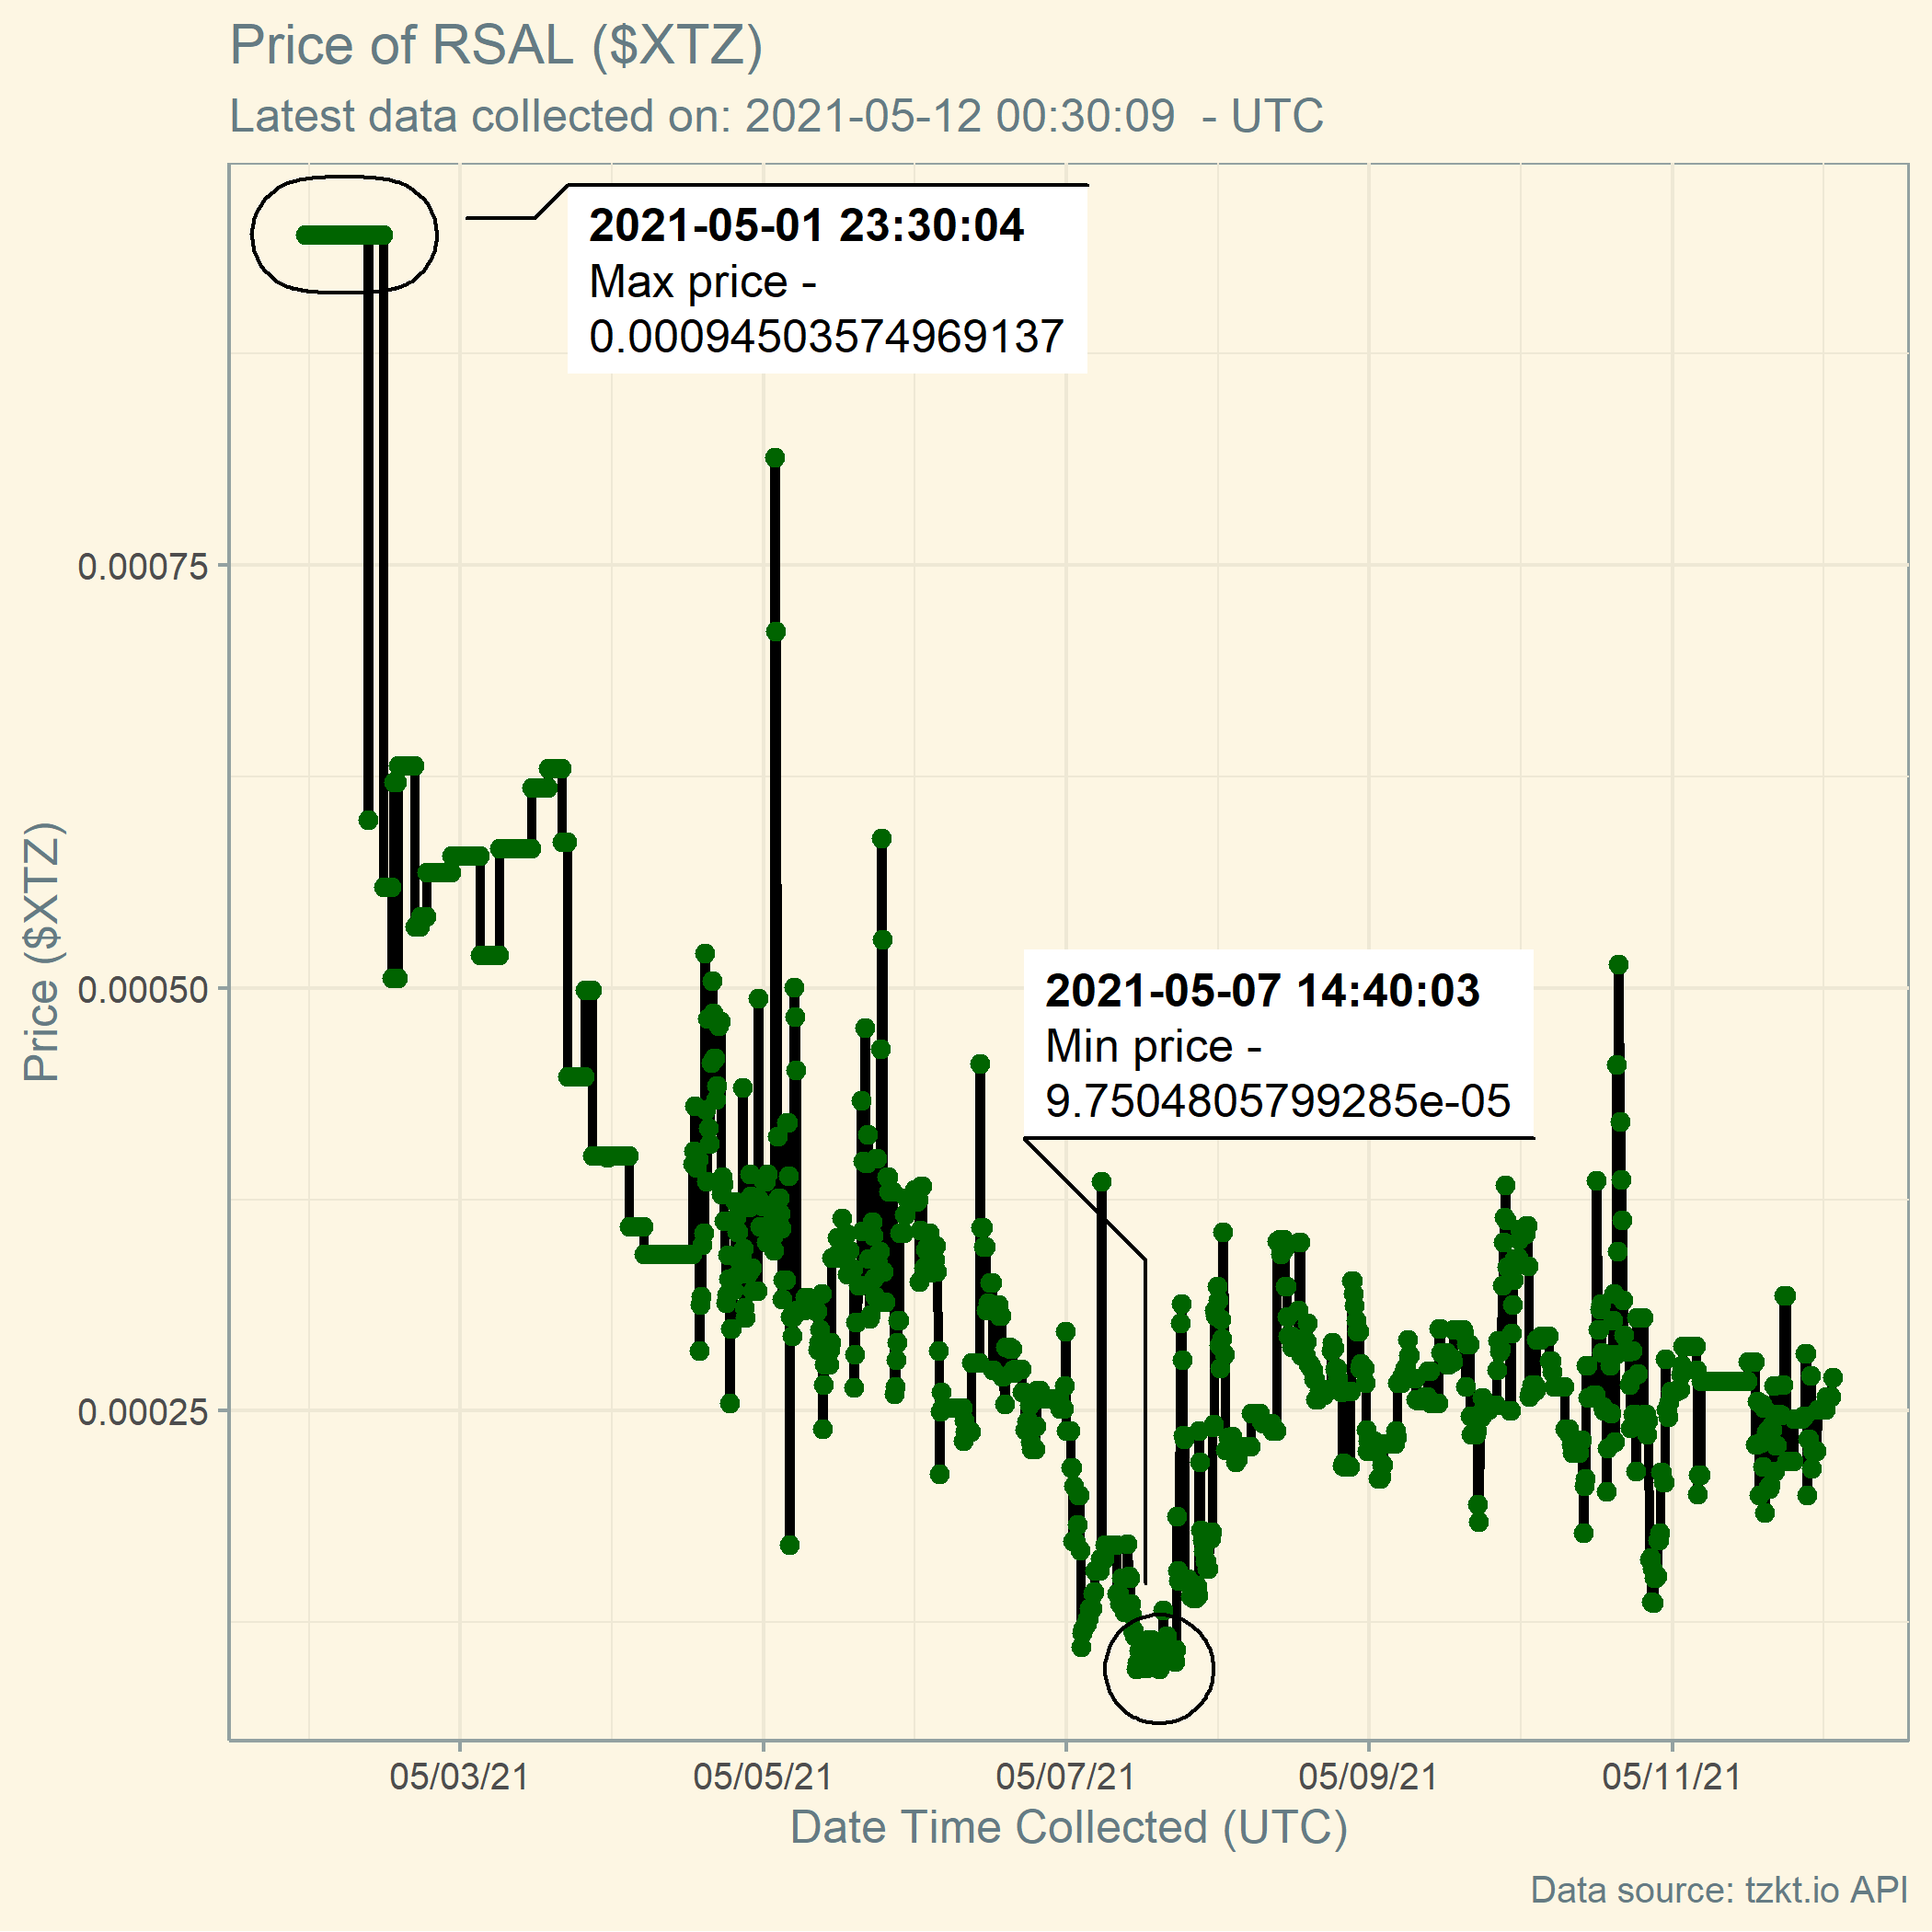 Price of RSAL ($XTZ)
Latest data collected on: 2021-05-12 00:30:09  - UTC
2021-05-01 23:30:04
Max price -
0.00094503574969137
0.00075
Price ($XTZ)
0.00050
2021-05-07 14:40:03
Min price -
9.7504805799285e-05
0.00025
05/03/21
05/05/21
05/07/21
05/09/21
05/11/21
Date Time Collected (UTC)
Data source: tzkt.io API